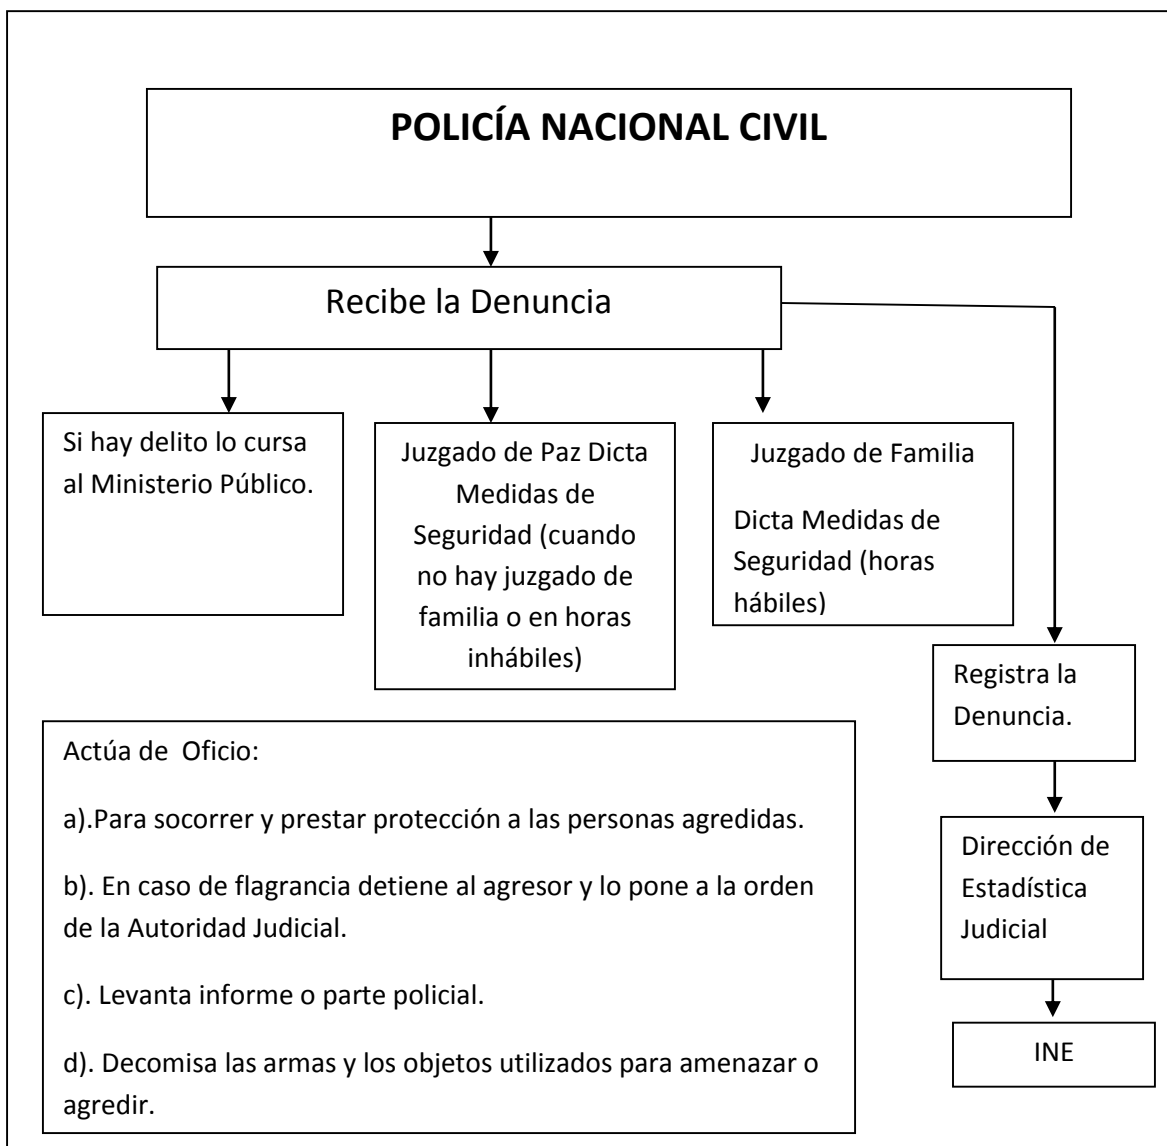 POLICÍA NACIONAL CIVIL
Recibe la Denuncia
Si hay delito lo cursa
al Ministerio Público.
Juzgado de Paz Dicta
Medidas de
Seguridad (cuando
no hay juzgado de
familia o en horas
inhábiles)
Juzgado de Familia
Dicta Medidas de
Seguridad (horas
hábiles)
Registra la
Denuncia.
Dirección de
Estadística
Judicial
INE
Actúa de  Oficio:
a).Para socorrer y prestar protección a las personas agredidas.
b). En caso de flagrancia detiene al agresor y lo pone a la orden
de la Autoridad Judicial.
c). Levanta informe o parte policial.
d). Decomisa las armas y los objetos utilizados para amenazar o
agredir.